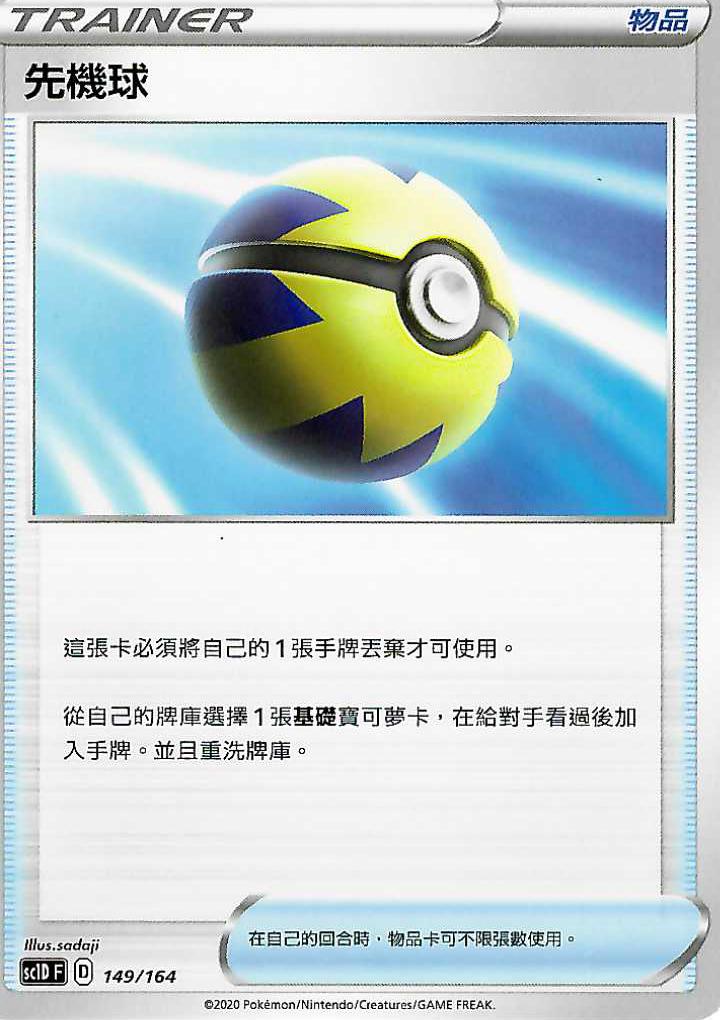 TRAINER
物品
先機球
這張卡必須將自己的1張手牌丟棄才可使用。
從自己的牌庫選擇1張基礎寶可夢卡，在給對手看過後加
入手牌。並且重洗牌庫。
在自己的回合時，物品卡可不限張數使用。
Illus.sadaji
sc1D F D 149/164
©2020 Pokémon/Nintendo/Creatures/GAME FREAK.